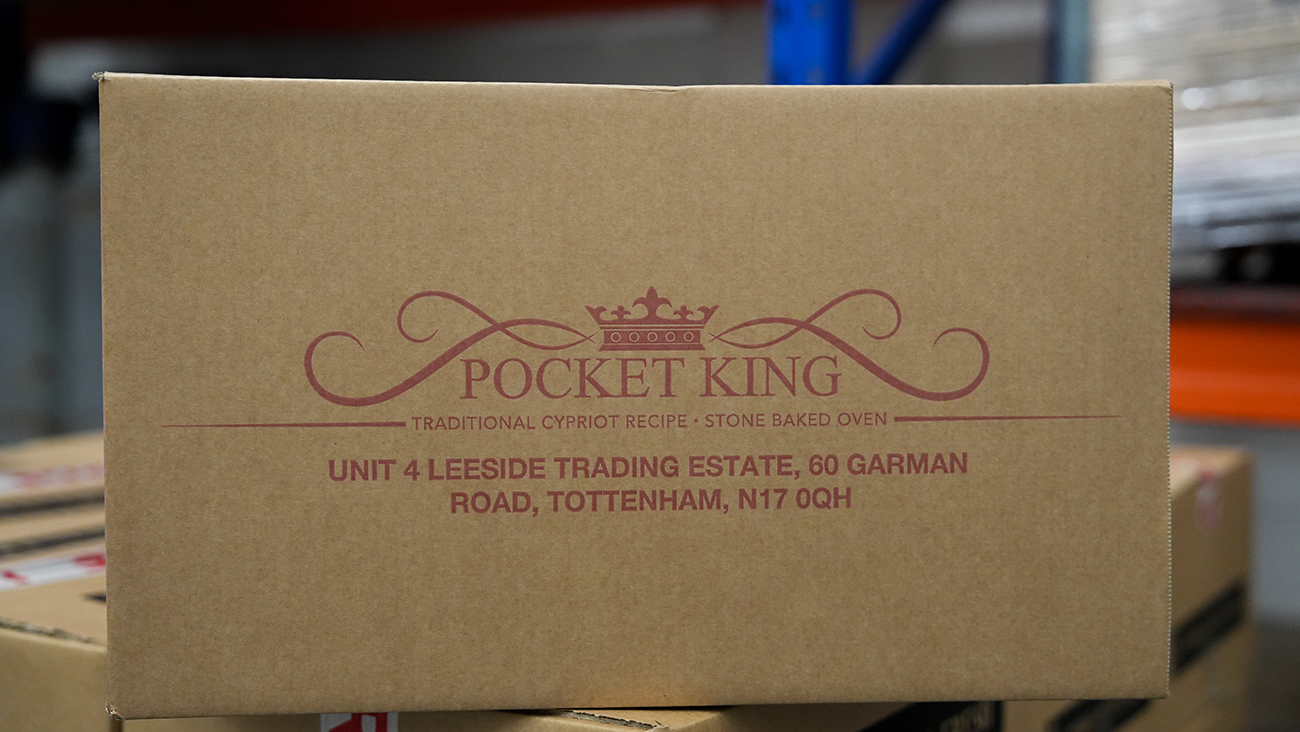 POCKET KING
TRADITIONAL CYPRIOT RECIPE • STONE BAKED OVEN
UNIT 4 LEESIDE TRADING ESTATE, 60 GARMAN
ROAD, TOTTENHAM, N17 0QH